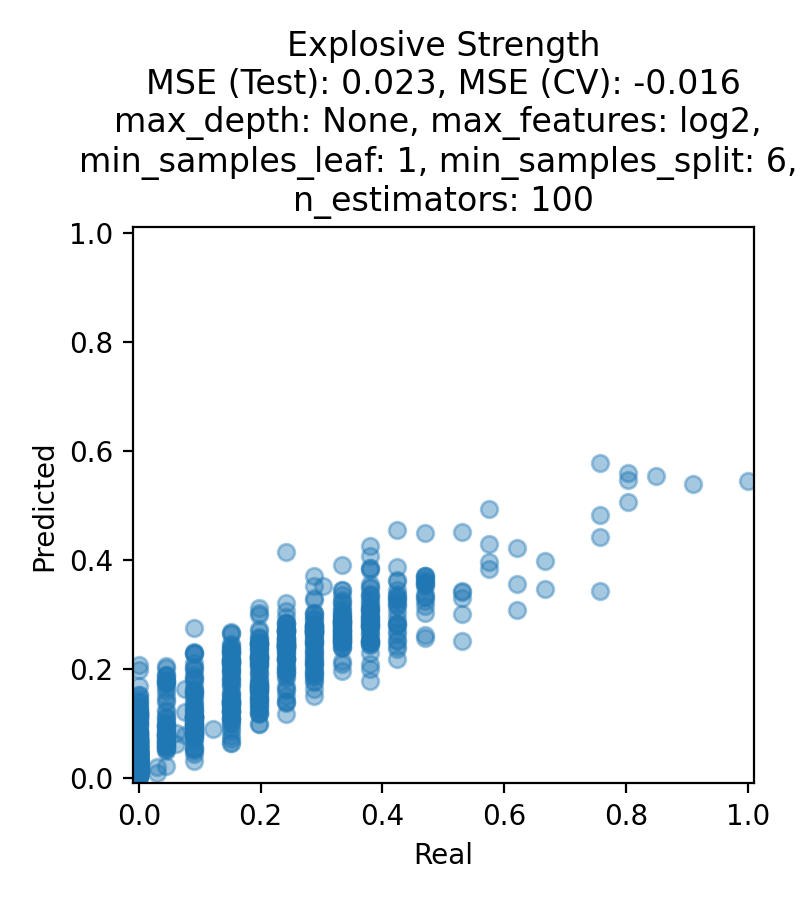 Explosive Strength
MSE (Test): 0.023, MSE (CV): -0.016
max_depth: None, max_features: log2,
min_samples_leaf: 1, min_samples_split: 6,
n_estimators: 100
1.0
0.8
0.6
0.4
0.2
0.0
Predicted
0.0 0.2 0.4 0.6 0.8 1.0
Real